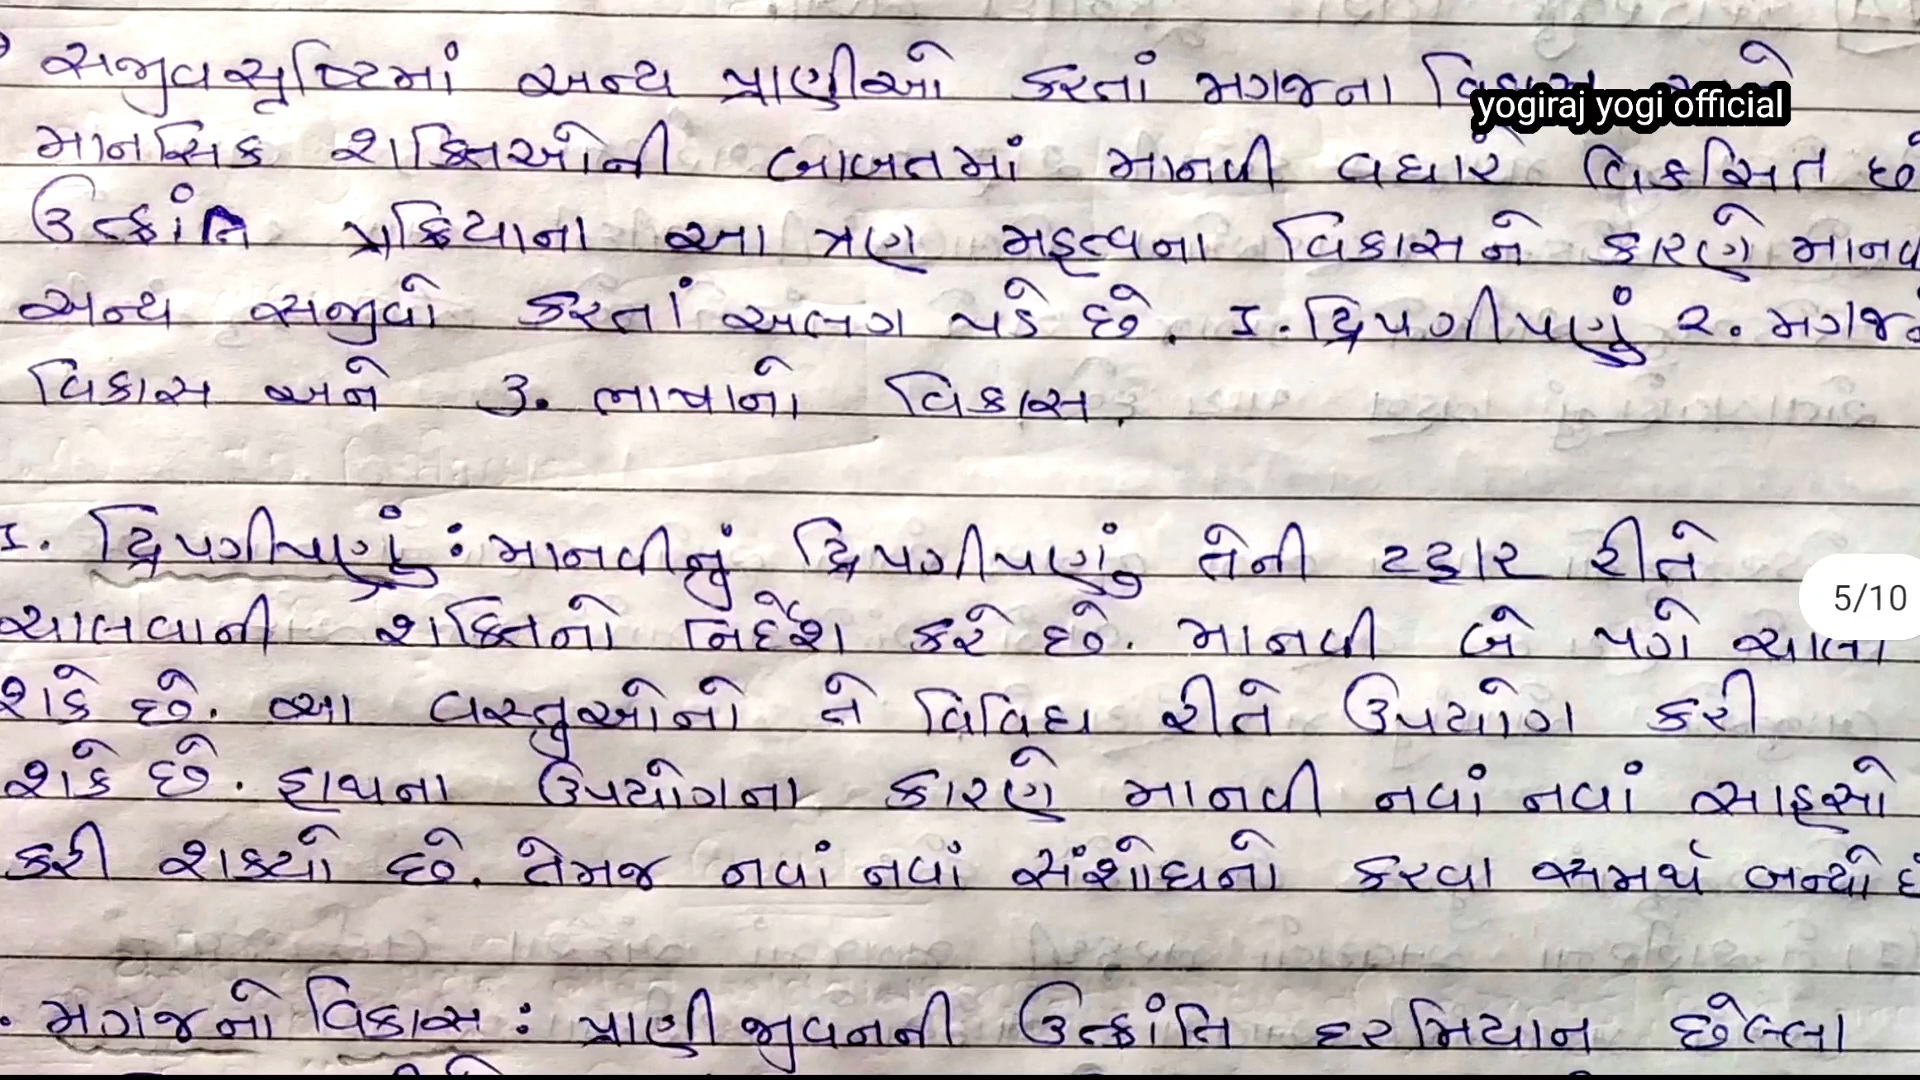 સજીવસૃષ્ટિમાં અન્ય પ્રાણીઓ કરતાં મગજના
yogiraj yogi official
માનસિક શક્તિઓની બાબતમાં માનવી વધારે વિકસિત છે
ઉત્ક્રાંતિ પ્રક્રિયાના આ ત્રણ મહત્વના વિકાસને કારણે માનવ
અન્ય સજીવો કરતાં અલગ પડે છે. 1. દ્વિપગીપણું 2. મગજ
વિકાસ અને 3. ભાષાનો વિકાસ.
1. દ્વિપગીપણું : માનવીનું દ્વિપગીપણું તેની ટટ્ટાર રીતે
ચાલવાની શક્તિનો નિર્દેશ કરે છે. માનવી બે પગે ચાલી
5/10
શકે છે. આ વસ્તુઓનો તે વિવિધ રીતે ઉપયોગ કરી
શકે છે. હાથના ઉપયોગના કારણે માનવી નવાં નવાં સાહસો
કરી શક્યો છે. તેમજ નવાં નવાં સંશોધનો કરવા સમર્થ બન્યો છે
. મગજનો વિકાસ : પ્રાણી જીવનની ઉત્ક્રાંતિ દરમિયાન છેલ્લા